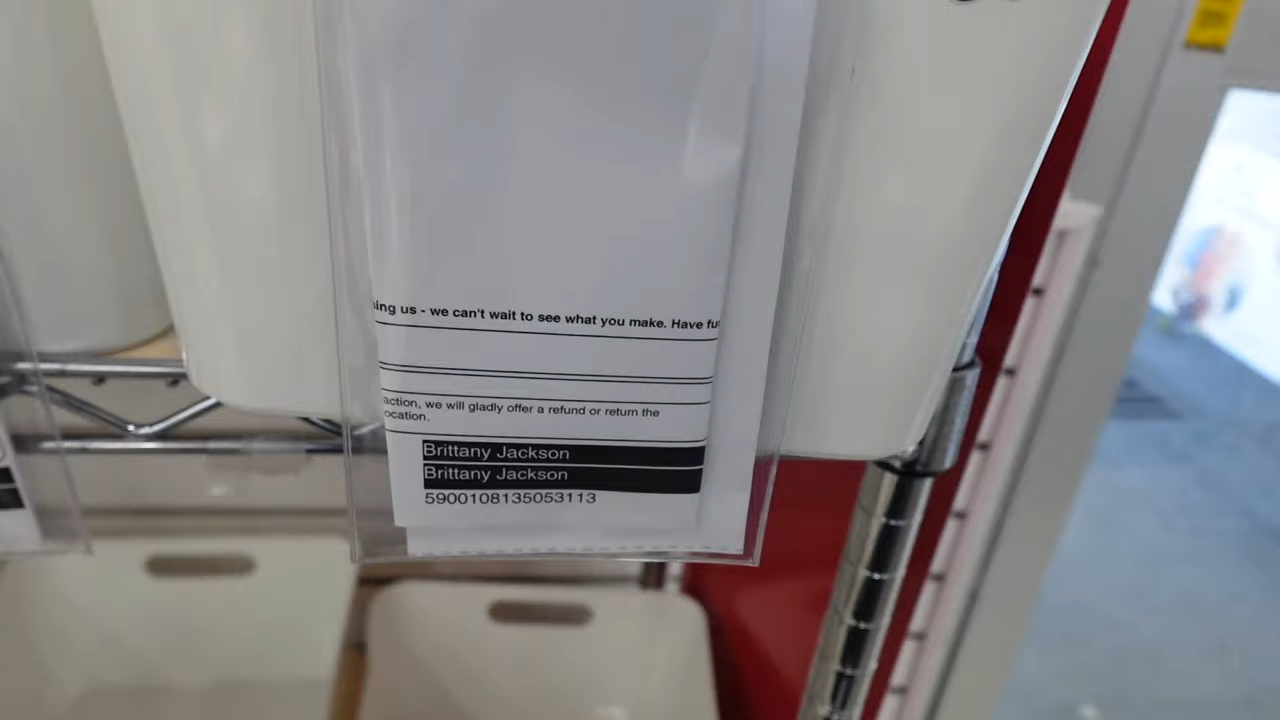 ing us - we can't wait to see what you make. Have fu
action, we will gladly offer a refund or return the
ocation.
Brittany Jackson
Brittany Jackson
5900108135053113